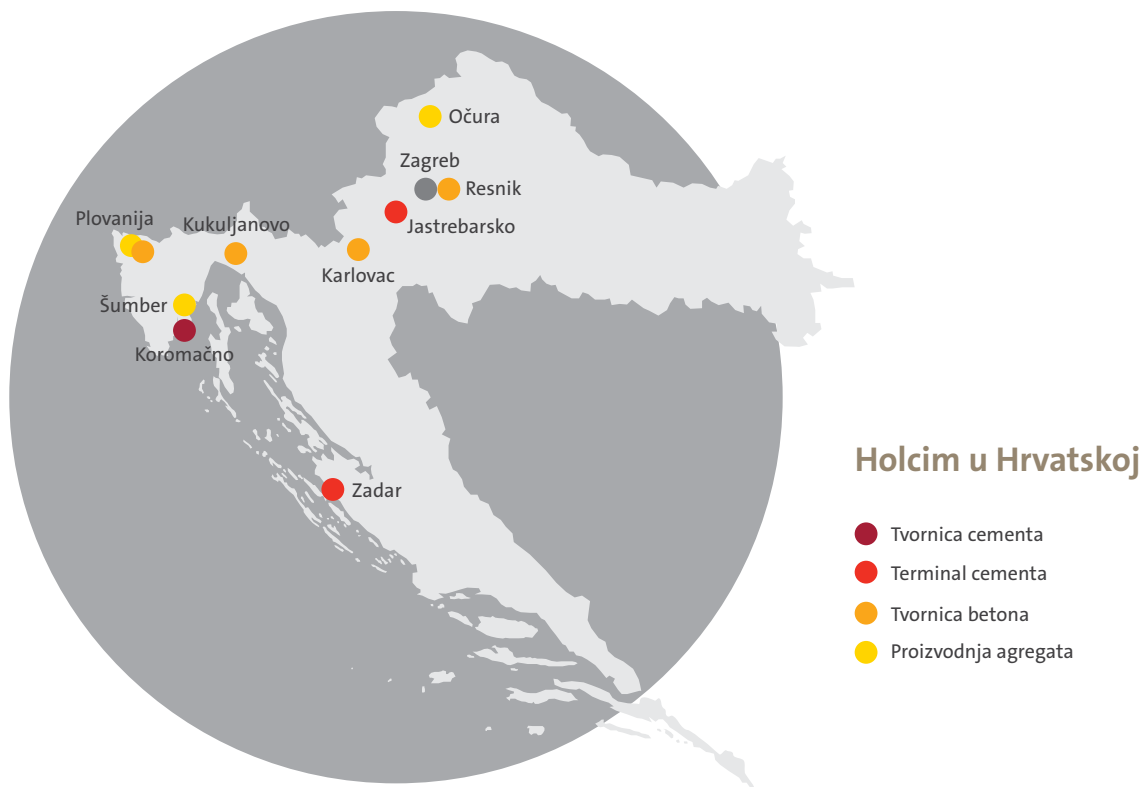 Očura
Zagreb
Resnik
Jastrebarsko
Plovanija
Kukuljanovo
Karlovac
Šumber
Koromačno
Zadar
Holcim u Hrvatskoj
Tvornica cementa
Terminal cementa
Tvornica betona
Proizvodnja agregata